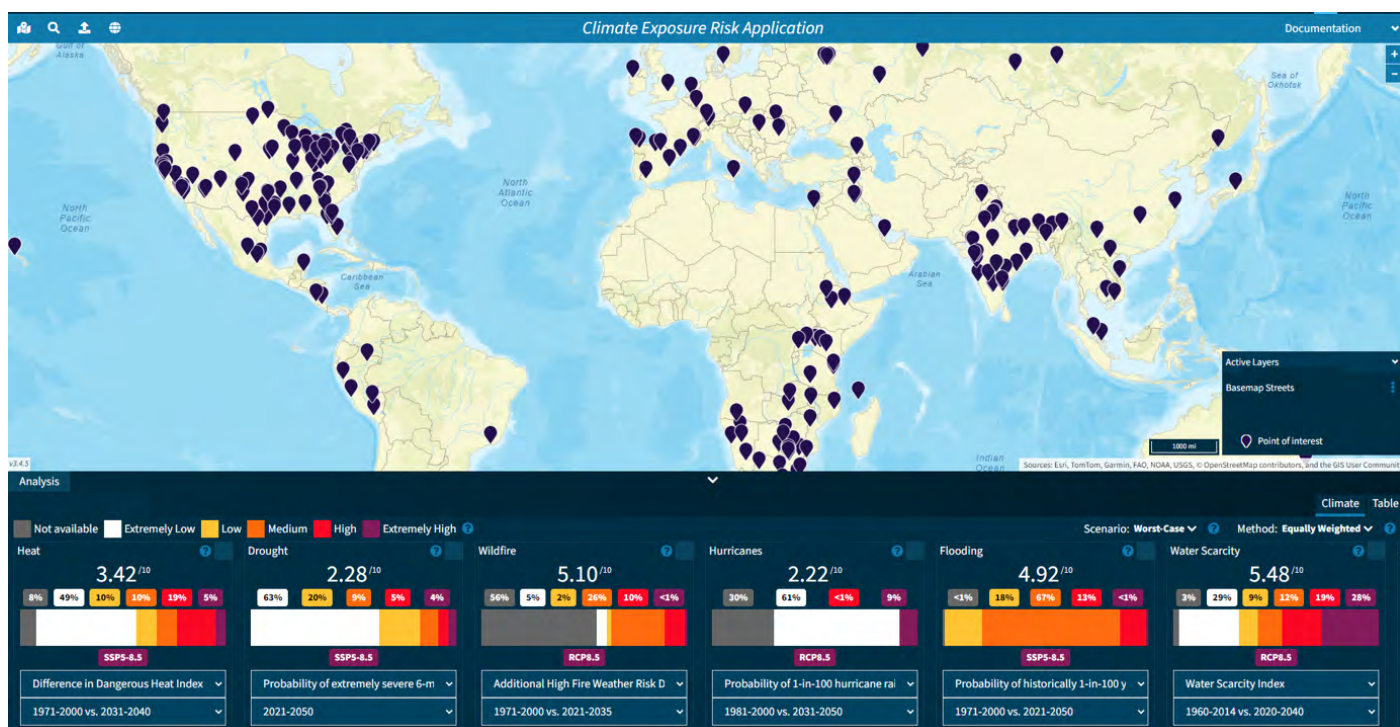 Climate Exposure Risk Application
Documentation
Gulf of
Alaska
Sea of
Okhotsk
North
Atlantic
Ocean
North
Pacific
Ocean
North
Pacific
Ocean
Caribbean
Sea
Arabian
Sea
Indian
Ocean
+
−
Active Layers
Basemap Streets
Point of interest
1000 mi
v3.4.5
Sources: Esri, TomTom, Garmin, FAO, NOAA, USGS, © OpenStreetMap contributors, and the GIS User Communit
Analysis
Climate Table
Not available Extremely Low Low Medium High Extremely High ?
Scenario: Worst-Case ? Method: Equally Weighted ?
Heat ?
3.42/10
8% 49% 10% 10% 19% 5%
SSP5-8.5
Difference in Dangerous Heat Index
1971-2000 vs. 2031-2040
Drought ?
2.28/10
63% 20% 9% 5% 4%
SSP5-8.5
Probability of extremely severe 6-m
2021-2050
Wildfire ?
5.10/10
56% 5% 2% 26% 10% <1%
RCP8.5
Additional High Fire Weather Risk D
1971-2000 vs. 2021-2035
Hurricanes ?
2.22/10
30% 61% <1% 9%
RCP8.5
Probability of 1-in-100 hurricane rai
1981-2000 vs. 2031-2050
Flooding ?
4.92/10
<1% 18% 67% 13% <1%
SSP5-8.5
Probability of historically 1-in-100 y
1971-2000 vs. 2021-2050
Water Scarcity ?
5.48/10
3% 29% 9% 12% 19% 28%
RCP8.5
Water Scarcity Index
1960-2014 vs. 2020-2040